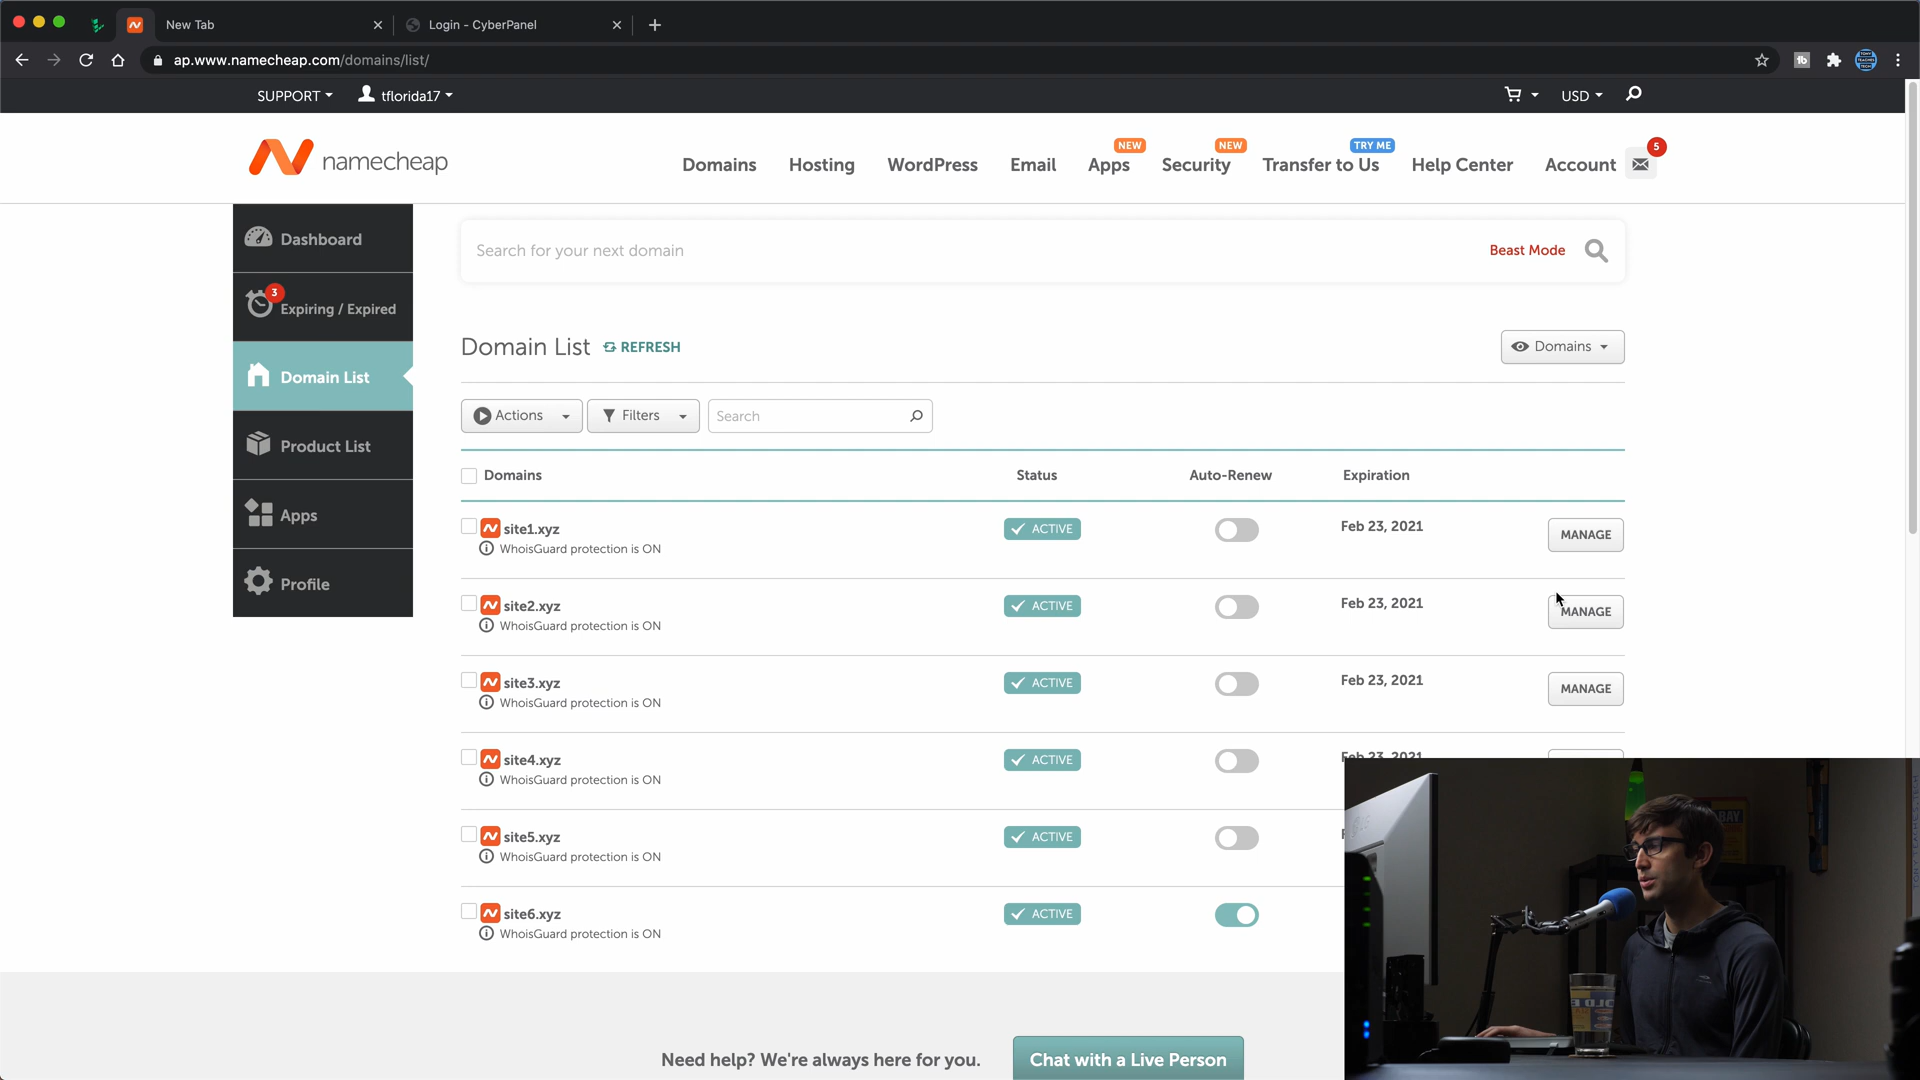 New Tab
Login - CyberPanel
ap.www.namecheap.com/domains/list/
SUPPORT
tflorida17
USD
namecheap
Domains
Hosting
WordPress
Email
NEW
Apps
NEW
Security
TRY ME
Transfer to Us
Help Center
Account
5
Dashboard
3
Expiring / Expired
Domain List
Product List
Apps
Profile
Search for your next domain
Beast Mode
Domain List
REFRESH
Domains
Actions
Filters
Search
Domains
Status
Auto-Renew
Expiration
site1.xyz
WhoisGuard protection is ON
ACTIVE
Feb 23, 2021
MANAGE
site2.xyz
WhoisGuard protection is ON
ACTIVE
Feb 23, 2021
MANAGE
site3.xyz
WhoisGuard protection is ON
ACTIVE
Feb 23, 2021
MANAGE
site4.xyz
WhoisGuard protection is ON
ACTIVE
Feb 23, 2021
site5.xyz
WhoisGuard protection is ON
ACTIVE
site6.xyz
WhoisGuard protection is ON
ACTIVE
Need help? We're always here for you.
Chat with a Live Person